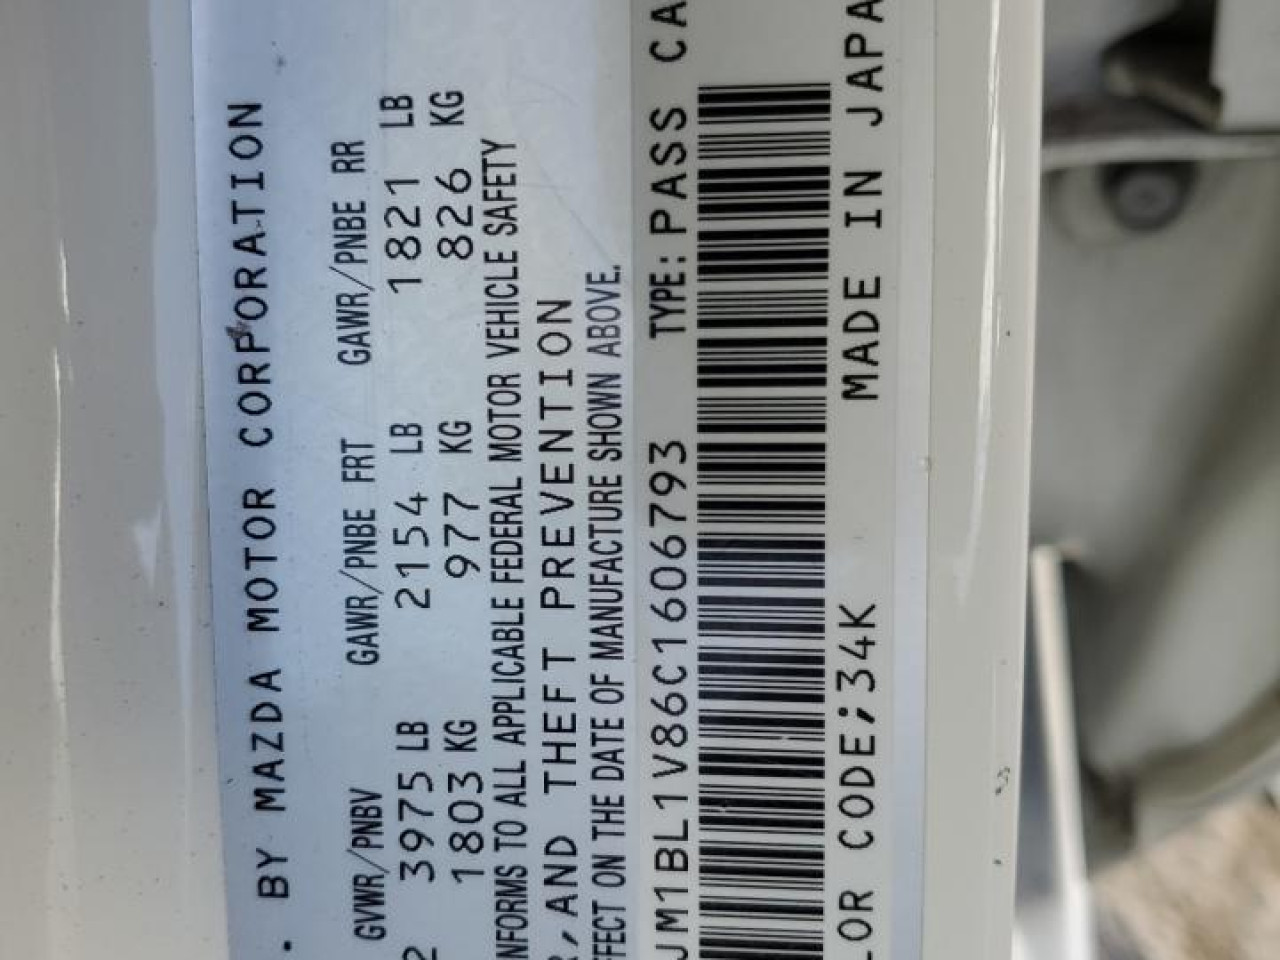 . BY MAZDA MOTOR CORPORATION
GVWR/PNBV GAWR/PNBE FRT GAWR/PNBE RR
2 3975 LB 2154 LB 1821 LB
1803 KG 977 KG 826 KG
NFORMS TO ALL APPLICABLE FEDERAL MOTOR VEHICLE SAFETY
R, AND THEFT PREVENTION
FFECT ON THE DATE OF MANUFACTURE SHOWN ABOVE.
JM1BL1V86C1606793 TYPE: PASS CA
LOR CODE;34K MADE IN JAPA